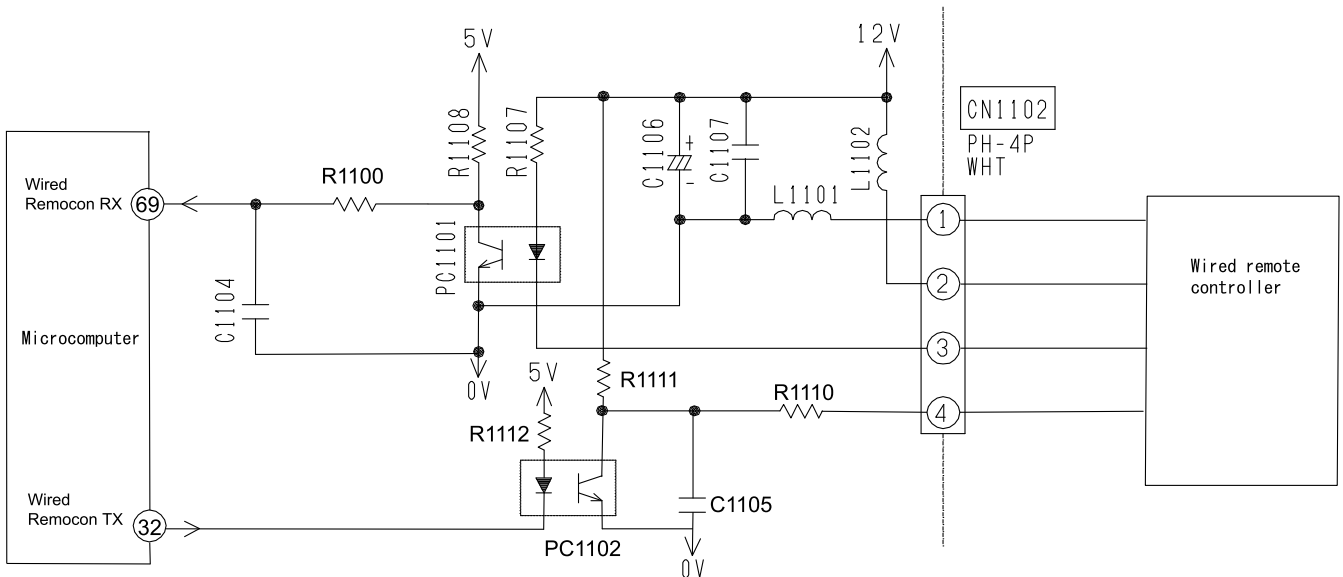 5V
12V
CN1102
PH-4P
WHT
R1108
R1107
C1106
+
-
C1107
L1102
Wired
Remocon RX
69
R1100
L1101
1
PC1101
2
Wired remote
controller
C1104
Microcomputer
3
0V
5V
R1111
R1110
4
R1112
Wired
Remocon TX
32
C1105
PC1102
0V